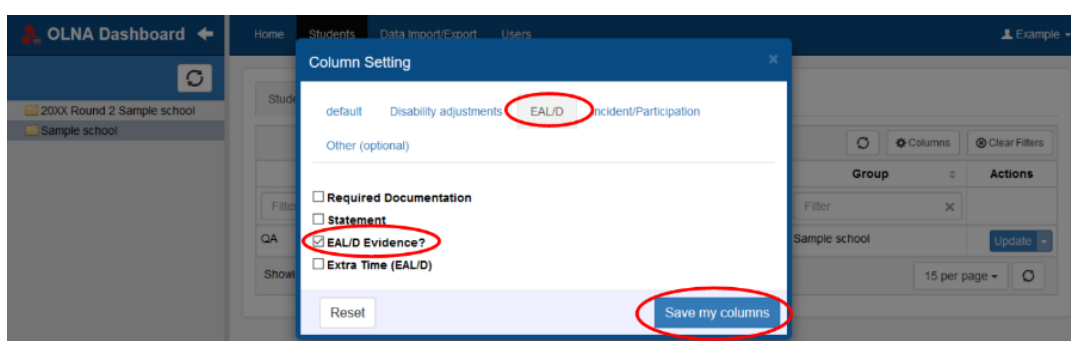 OLNA Dashboard
Home Students Data Import/Export Users Example
Column Setting
20XX Round 2 Sample school
Sample school
default Disability adjustments EAL/D Incident/Participation
Other (optional)
Columns Clear Filters
Group Actions
Required Documentation
Filter
Statement
QA EAL/D Evidence? Sample school Update
Extra Time (EAL/D)
15 per page
Reset Save my columns